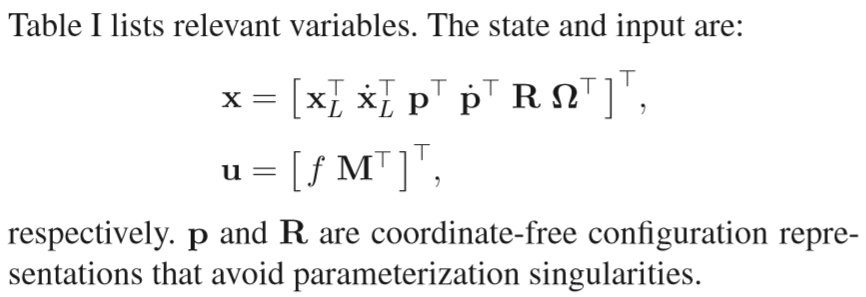 Table I lists relevant variables. The state and input are:
𝐱 = [𝐱_L^⊤ 𝐱̇_L^⊤ 𝐩^⊤ 𝐩̇^⊤ 𝐑 𝛀^⊤]^⊤,
𝐮 = [f 𝐌^⊤]^⊤,
respectively. 𝐩 and 𝐑 are coordinate-free configuration repre-
sentations that avoid parameterization singularities.